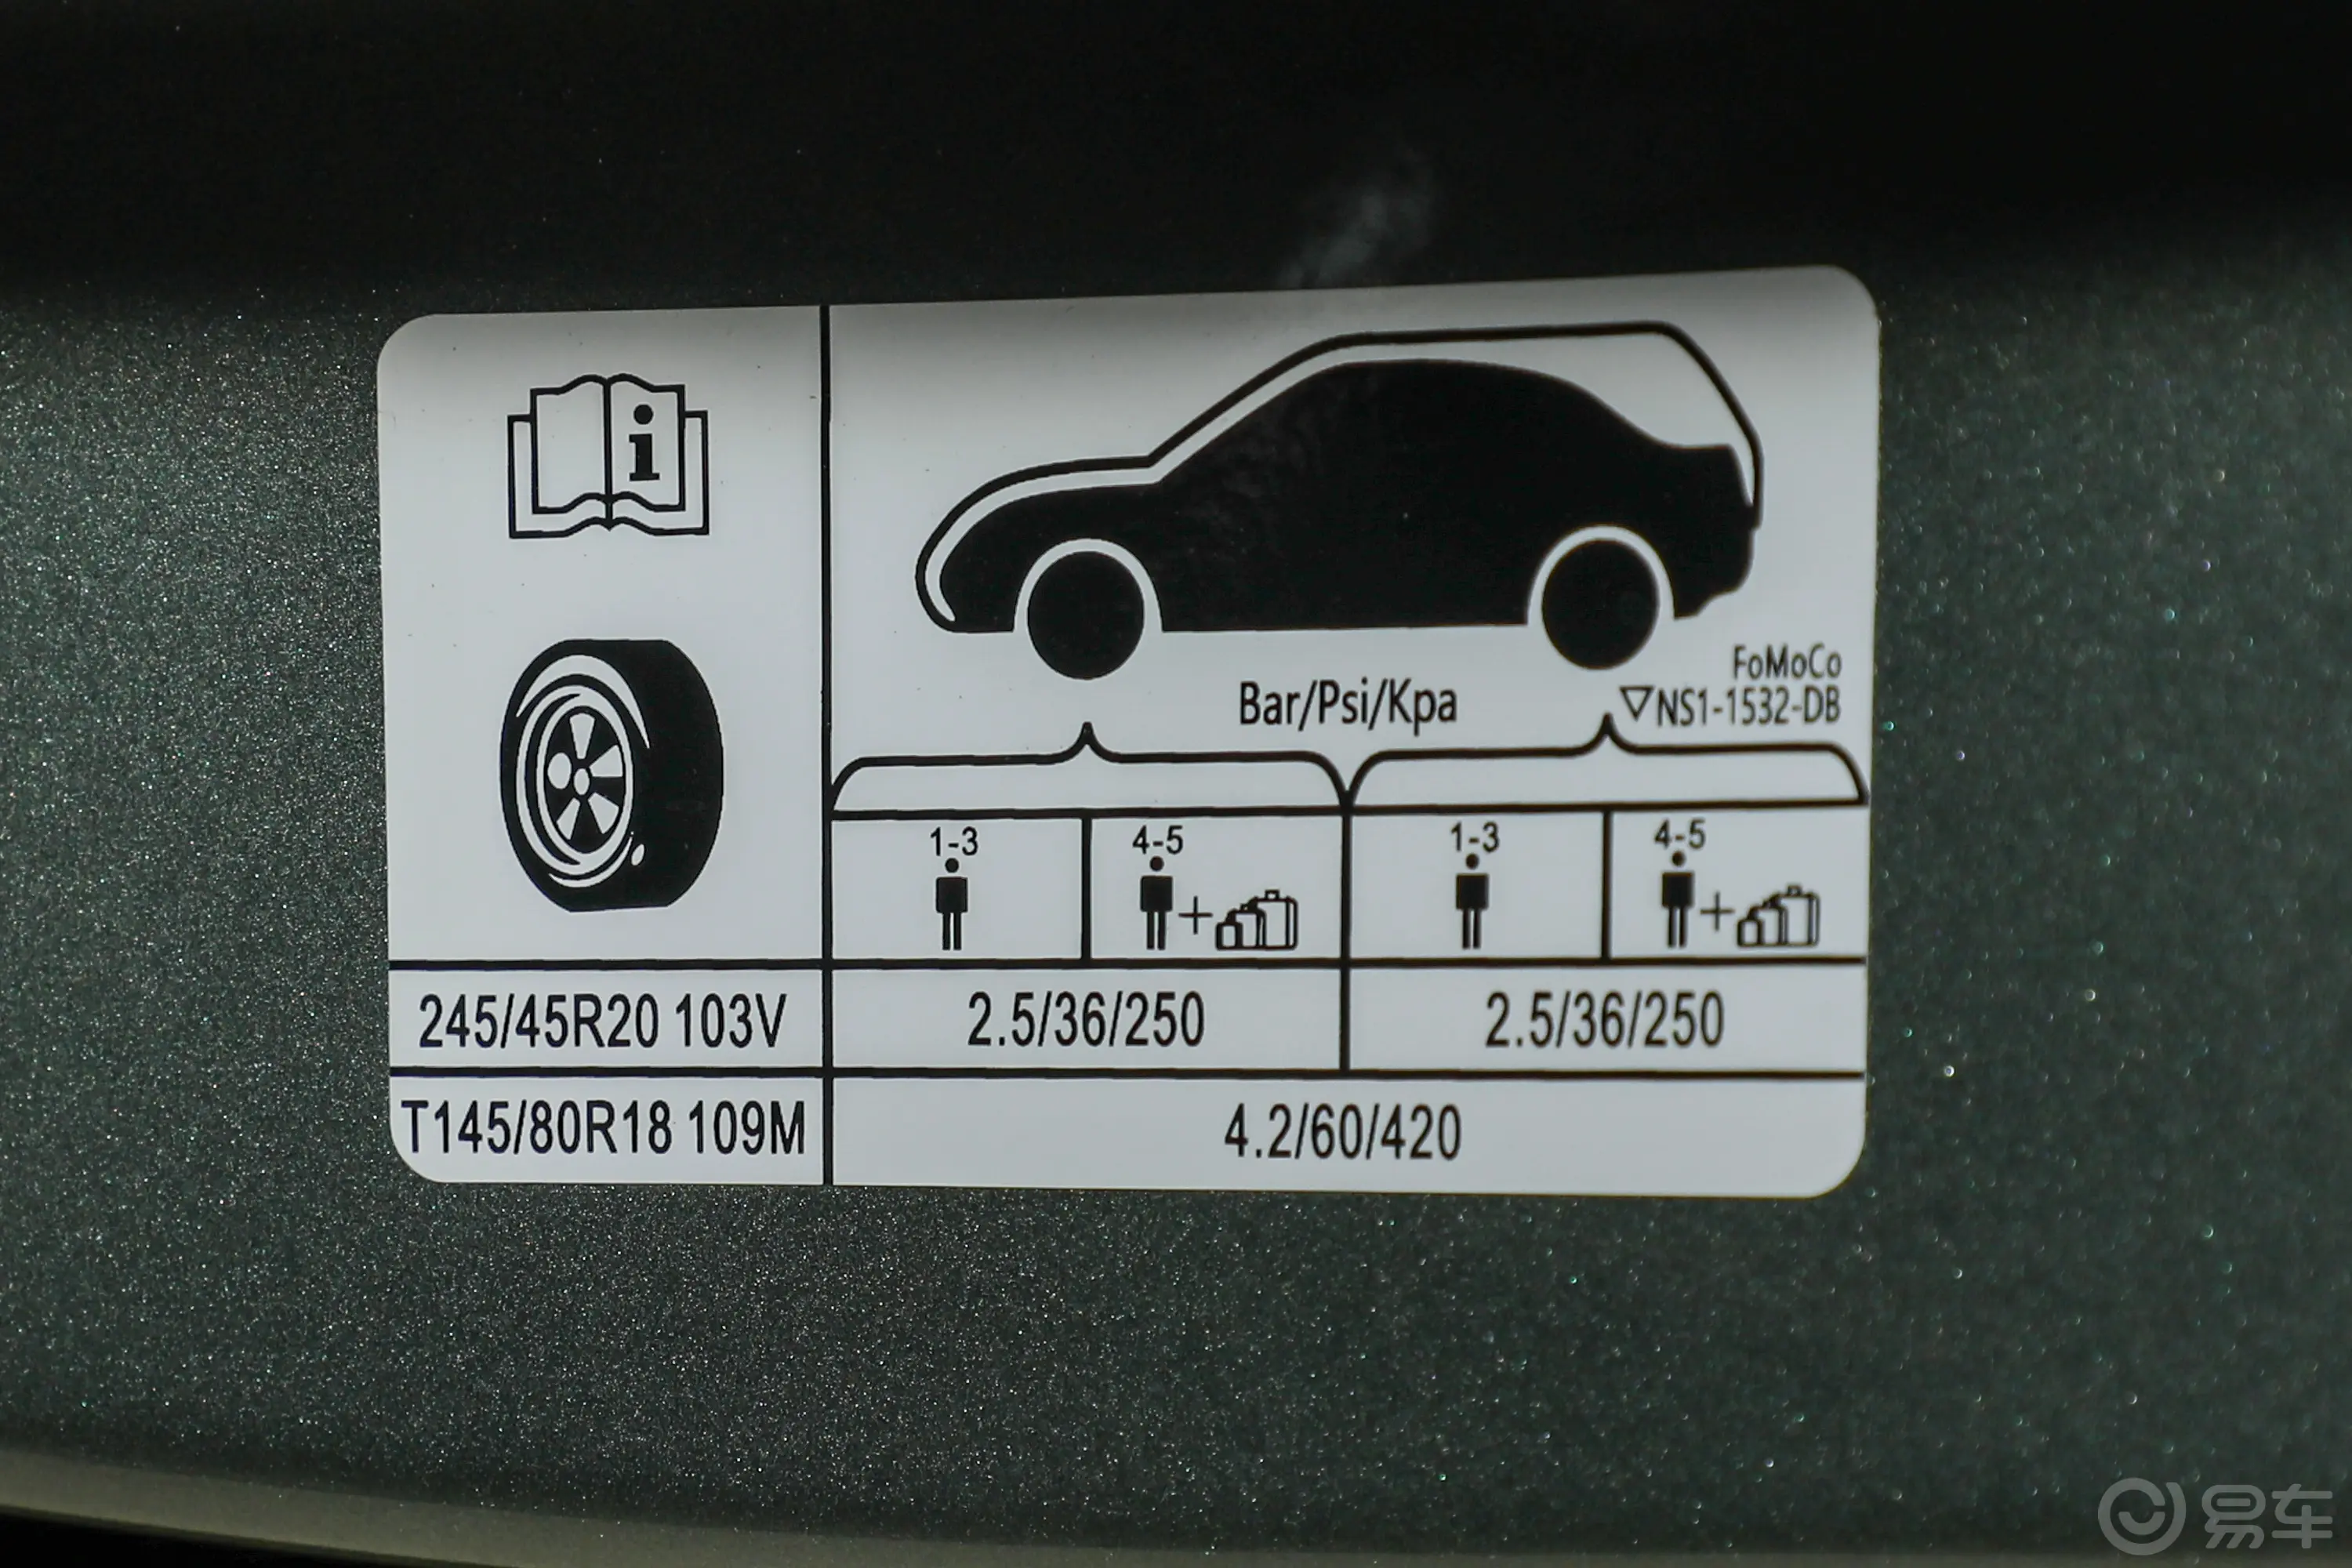 i
FoMoCo
Bar/Psi/Kpa
▽NS1-1532-DB
1-3
4-5
1-3
4-5
+
+
245/45R20 103V
2.5/36/250
2.5/36/250
T145/80R18 109M
4.2/60/420
易车